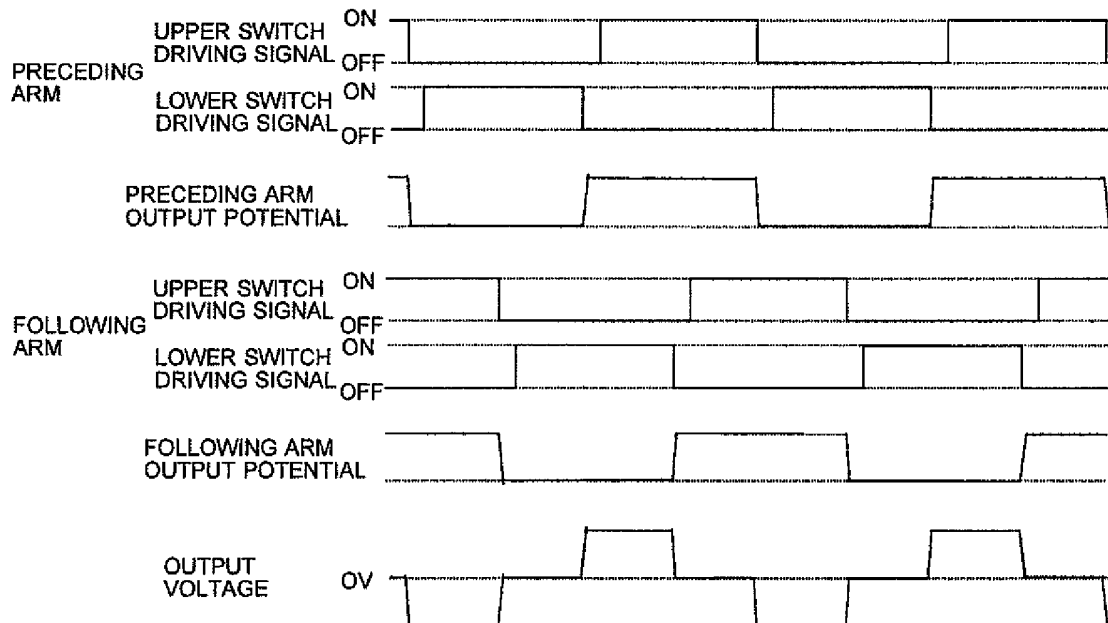 PRECEDING
ARM
UPPER SWITCH
DRIVING SIGNAL
ON
OFF
LOWER SWITCH
DRIVING SIGNAL
ON
OFF
PRECEDING ARM
OUTPUT POTENTIAL
FOLLOWING
ARM
UPPER SWITCH
DRIVING SIGNAL
ON
OFF
LOWER SWITCH
DRIVING SIGNAL
ON
OFF
FOLLOWING ARM
OUTPUT POTENTIAL
OUTPUT
VOLTAGE
OV